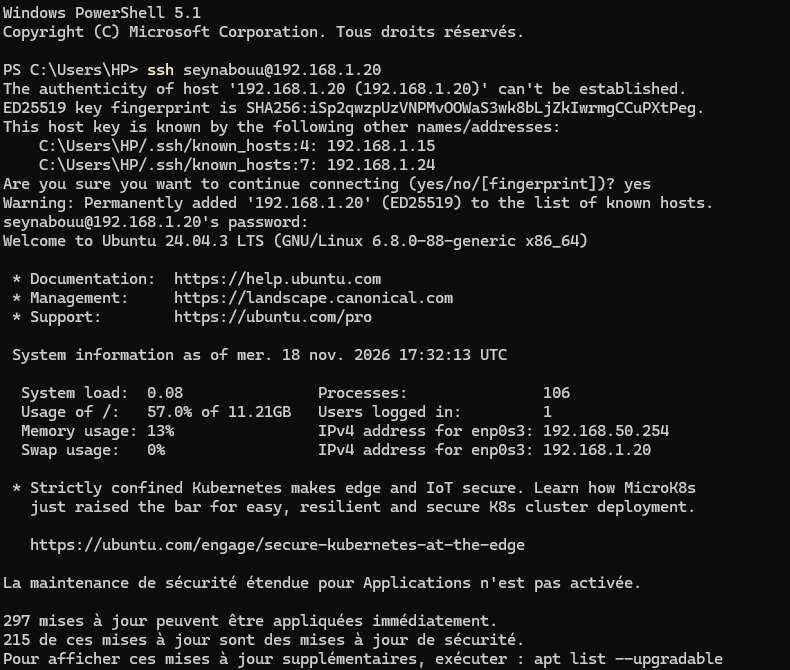 Windows PowerShell 5.1
Copyright (C) Microsoft Corporation. Tous droits réservés.
PS C:\Users\HP> ssh seynabouu@192.168.1.20
The authenticity of host '192.168.1.20 (192.168.1.20)' can't be established.
ED25519 key fingerprint is SHA256:iSp2qwzpUzVNPMvOOWaS3wk8bLjZkIwrmgCCuPXtPeg.
This host key is known by the following other names/addresses:
    C:\Users\HP/.ssh/known_hosts:4: 192.168.1.15
    C:\Users\HP/.ssh/known_hosts:7: 192.168.1.24
Are you sure you want to continue connecting (yes/no/[fingerprint])? yes
Warning: Permanently added '192.168.1.20' (ED25519) to the list of known hosts.
seynabouu@192.168.1.20's password:
Welcome to Ubuntu 24.04.3 LTS (GNU/Linux 6.8.0-88-generic x86_64)
 * Documentation:  https://help.ubuntu.com
 * Management:     https://landscape.canonical.com
 * Support:        https://ubuntu.com/pro
 System information as of mer. 18 nov. 2026 17:32:13 UTC
  System load:  0.08               Processes:               106
  Usage of /:   57.0% of 11.21GB   Users logged in:         1
  Memory usage: 13%                IPv4 address for enp0s3: 192.168.50.254
  Swap usage:   0%                 IPv4 address for enp0s3: 192.168.1.20
 * Strictly confined Kubernetes makes edge and IoT secure. Learn how MicroK8s
   just raised the bar for easy, resilient and secure K8s cluster deployment.
   https://ubuntu.com/engage/secure-kubernetes-at-the-edge
La maintenance de sécurité étendue pour Applications n'est pas activée.
297 mises à jour peuvent être appliquées immédiatement.
215 de ces mises à jour sont des mises à jour de sécurité.
Pour afficher ces mises à jour supplémentaires, exécuter : apt list --upgradable